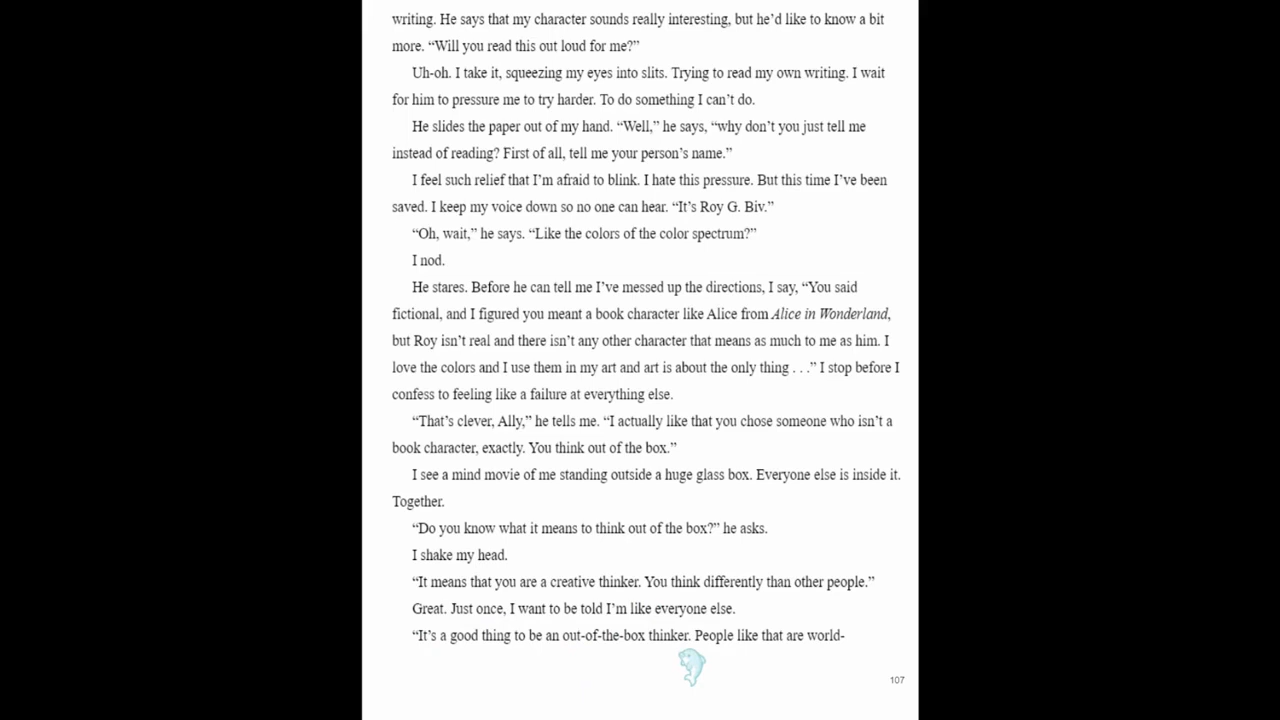 writing. He says that my character sounds really interesting, but he’d like to know a bit
more. “Will you read this out loud for me?”
Uh-oh. I take it, squeezing my eyes into slits. Trying to read my own writing. I wait
for him to pressure me to try harder. To do something I can’t do.
He slides the paper out of my hand. “Well,” he says, “why don’t you just tell me
instead of reading? First of all, tell me your person’s name.”
I feel such relief that I’m afraid to blink. I hate this pressure. But this time I’ve been
saved. I keep my voice down so no one can hear. “It’s Roy G. Biv.”
“Oh, wait,” he says. “Like the colors of the color spectrum?”
I nod.
He stares. Before he can tell me I’ve messed up the directions, I say, “You said
fictional, and I figured you meant a book character like Alice from Alice in Wonderland,
but Roy isn’t real and there isn’t any other character that means as much to me as him. I
love the colors and I use them in my art and art is about the only thing . . .” I stop before I
confess to feeling like a failure at everything else.
“That’s clever, Ally,” he tells me. “I actually like that you chose someone who isn’t a
book character, exactly. You think out of the box.”
I see a mind movie of me standing outside a huge glass box. Everyone else is inside it.
Together.
“Do you know what it means to think out of the box?” he asks.
I shake my head.
“It means that you are a creative thinker. You think differently than other people.”
Great. Just once, I want to be told I’m like everyone else.
“It’s a good thing to be an out-of-the-box thinker. People like that are world-
107